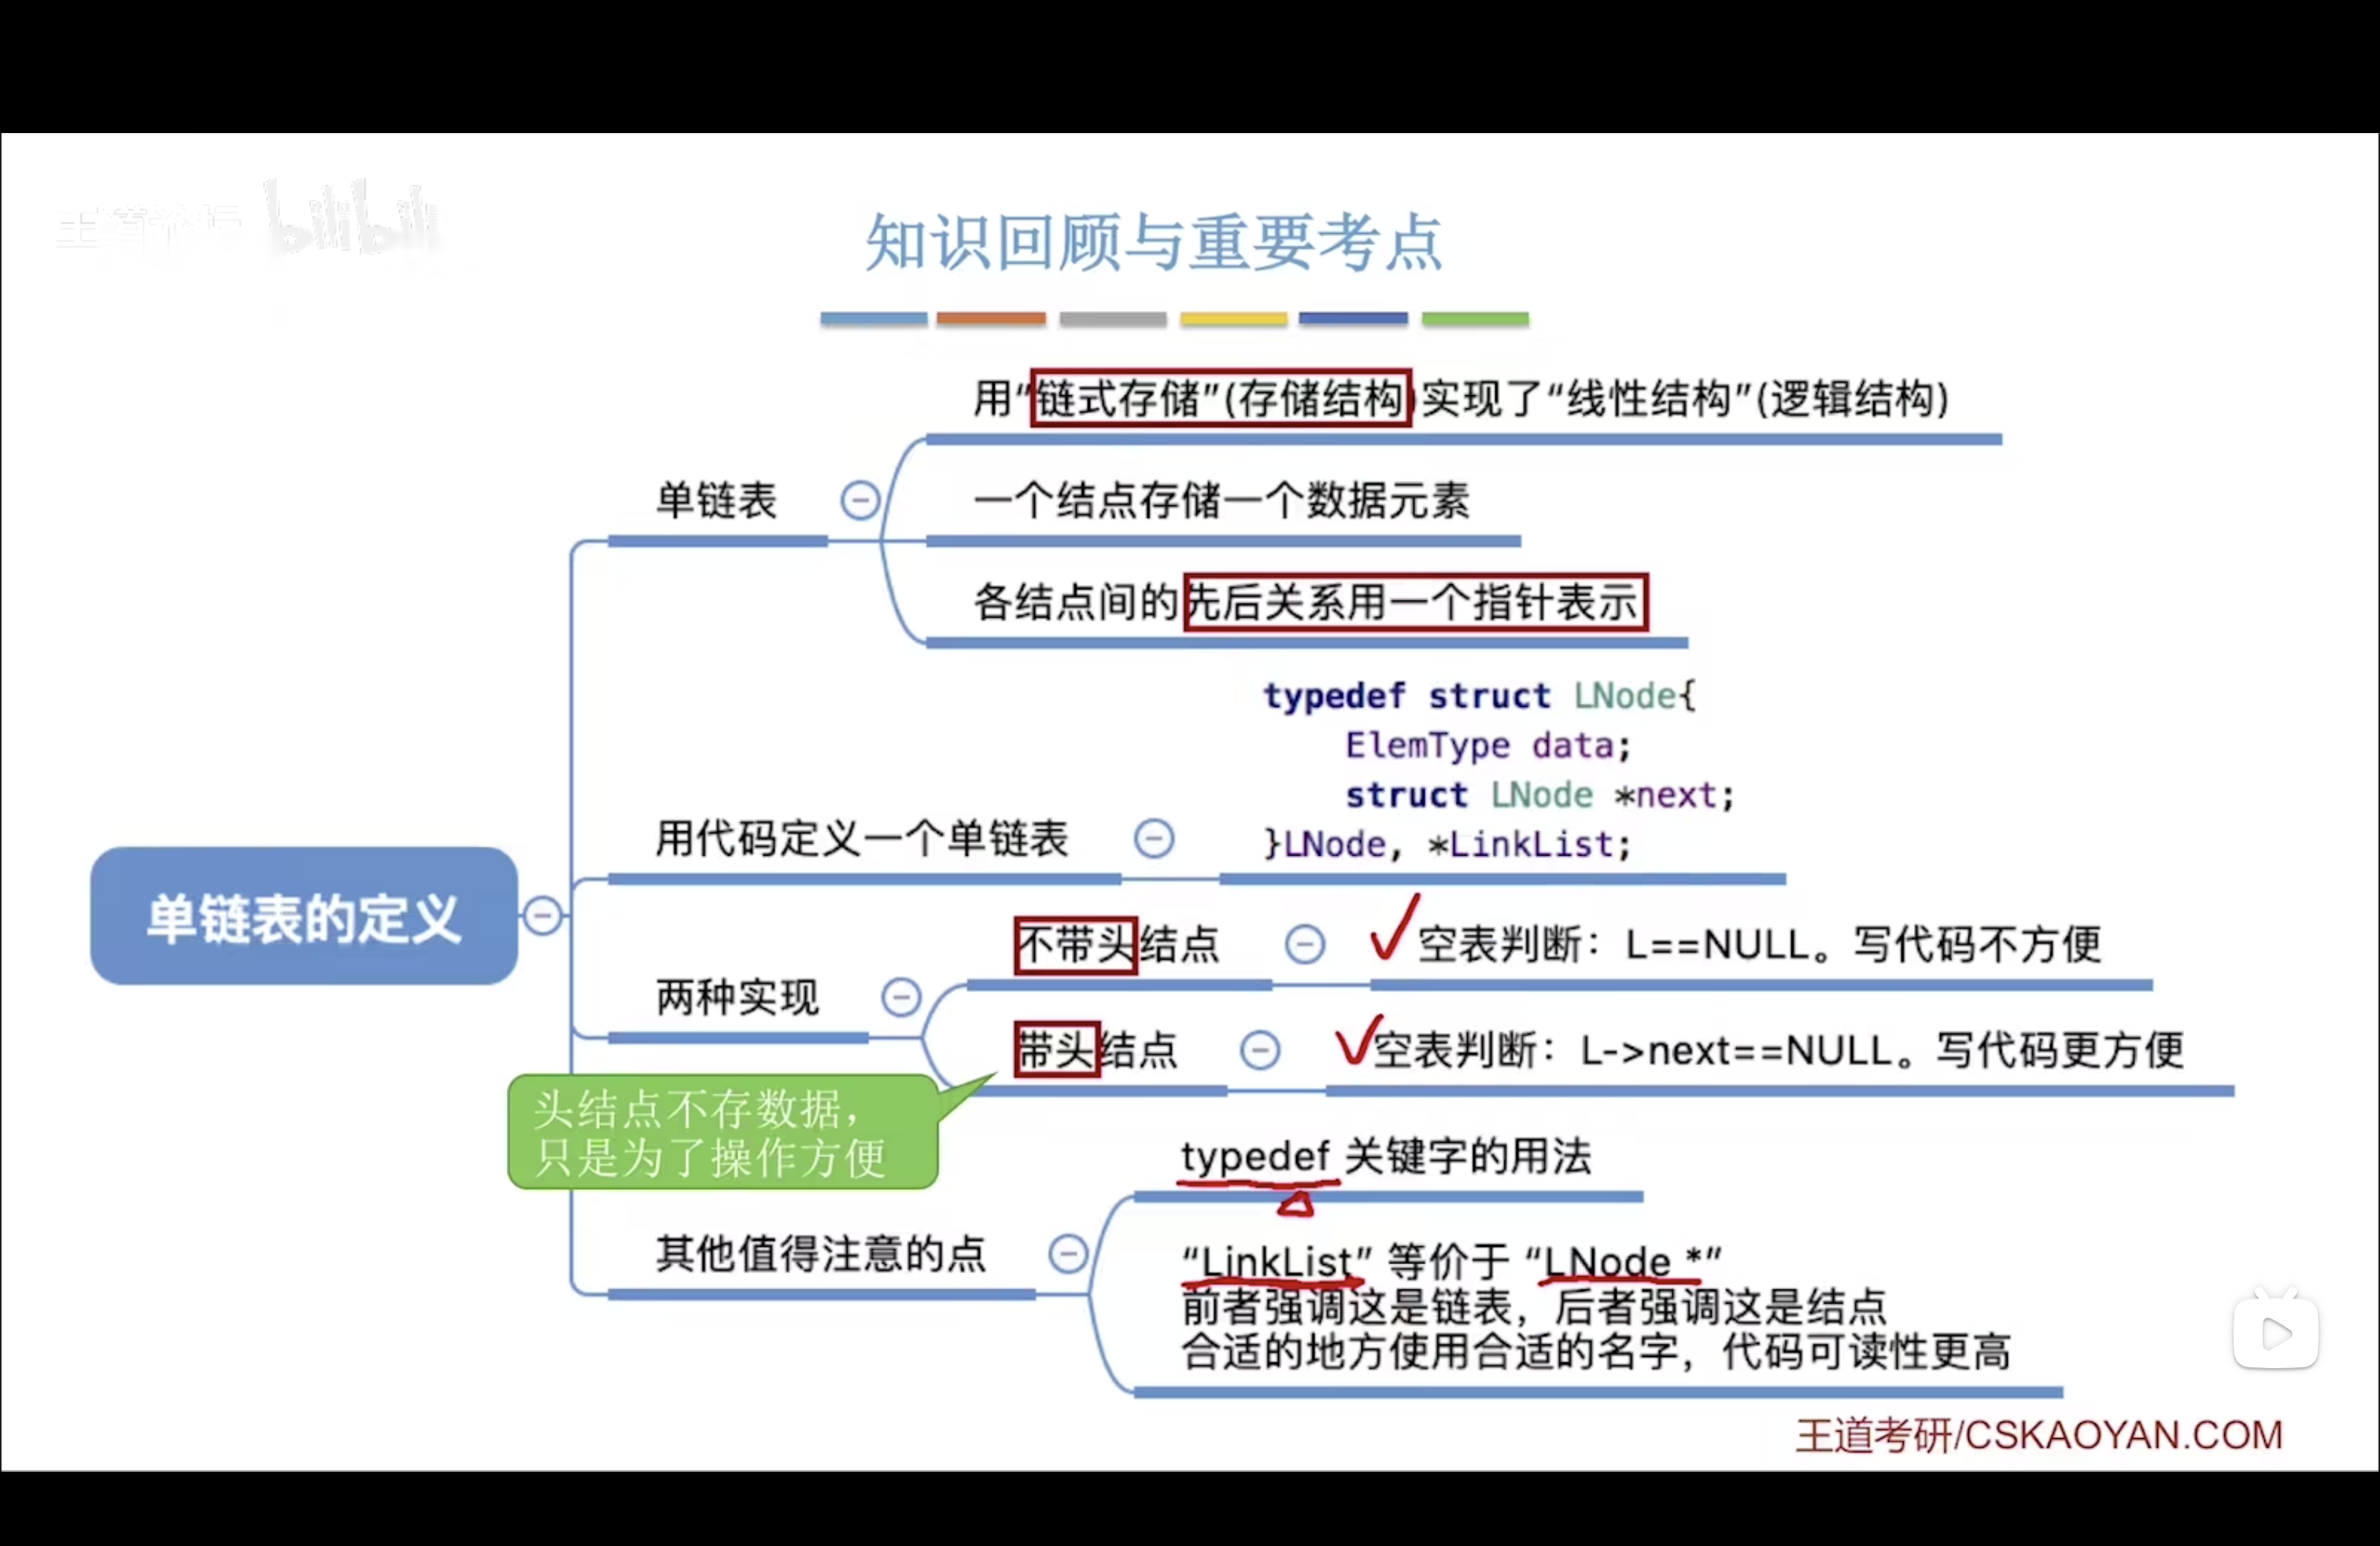 王道论坛 bilibili
知识回顾与重要考点
用“链式存储”(存储结构)实现了“线性结构”(逻辑结构)
单链表
一个结点存储一个数据元素
各结点间的先后关系用一个指针表示
typedef struct LNode{
ElemType data;
struct LNode *next;
}LNode, *LinkList;
用代码定义一个单链表
单链表的定义
不带头结点
空表判断：L==NULL。写代码不方便
两种实现
带头结点
空表判断：L->next==NULL。写代码更方便
头结点不存数据，
只是为了操作方便
typedef 关键字的用法
其他值得注意的点
“LinkList” 等价于 “LNode *”
前者强调这是链表，后者强调这是结点
合适的地方使用合适的名字，代码可读性更高
王道考研/CSKAOYAN.COM